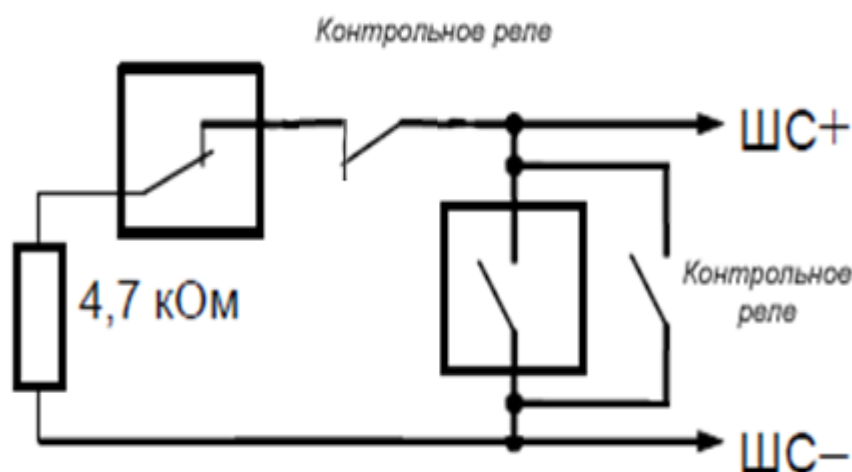 Контрольное реле
ШС+
4,7 кОм
Контрольное
реле
ШС−